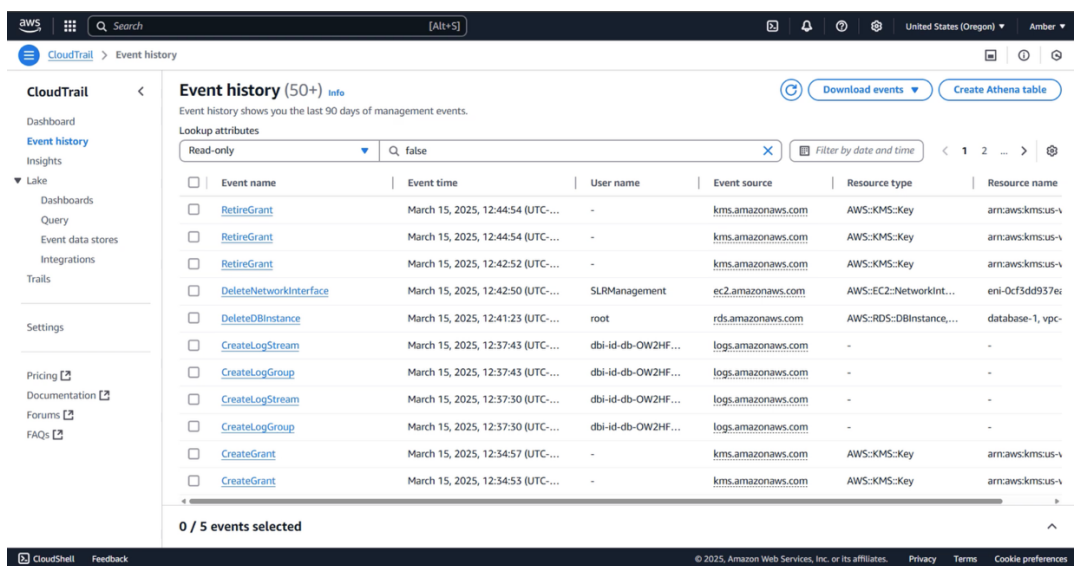 aws Search [Alt+S] United States (Oregon) ▼ Amber ▼
CloudTrail > Event history
CloudTrail
Dashboard
Event history
Insights
Lake
Dashboards
Query
Event data stores
Integrations
Trails
Settings
Pricing
Documentation
Forums
FAQs
Event history (50+) Info
Download events ▼ Create Athena table
Event history shows you the last 90 days of management events.
Lookup attributes
Read-only ▼ false Filter by date and time < 1 2 ... >
Event name Event time User name Event source Resource type Resource name
RetireGrant March 15, 2025, 12:44:54 (UTC-... - kms.amazonaws.com AWS::KMS::Key arn:aws:kms:us-
RetireGrant March 15, 2025, 12:44:54 (UTC-... - kms.amazonaws.com AWS::KMS::Key arn:aws:kms:us-
RetireGrant March 15, 2025, 12:42:52 (UTC-... - kms.amazonaws.com AWS::KMS::Key arn:aws:kms:us-
DeleteNetworkInterface March 15, 2025, 12:42:50 (UTC-... SLRManagement ec2.amazonaws.com AWS::EC2::NetworkInt... eni-0cf3dd937e
DeleteDBInstance March 15, 2025, 12:41:23 (UTC-... root rds.amazonaws.com AWS::RDS::DBInstance,... database-1, vpc-
CreateLogStream March 15, 2025, 12:37:43 (UTC-... dbi-id-db-OW2HF... logs.amazonaws.com - -
CreateLogGroup March 15, 2025, 12:37:43 (UTC-... dbi-id-db-OW2HF... logs.amazonaws.com - -
CreateLogStream March 15, 2025, 12:37:30 (UTC-... dbi-id-db-OW2HF... logs.amazonaws.com - -
CreateLogGroup March 15, 2025, 12:37:30 (UTC-... dbi-id-db-OW2HF... logs.amazonaws.com - -
CreateGrant March 15, 2025, 12:34:57 (UTC-... - kms.amazonaws.com AWS::KMS::Key arn:aws:kms:us-
CreateGrant March 15, 2025, 12:34:53 (UTC-... - kms.amazonaws.com AWS::KMS::Key arn:aws:kms:us-
0 / 5 events selected
CloudShell Feedback © 2025, Amazon Web Services, Inc. or its affiliates. Privacy Terms Cookie preferences